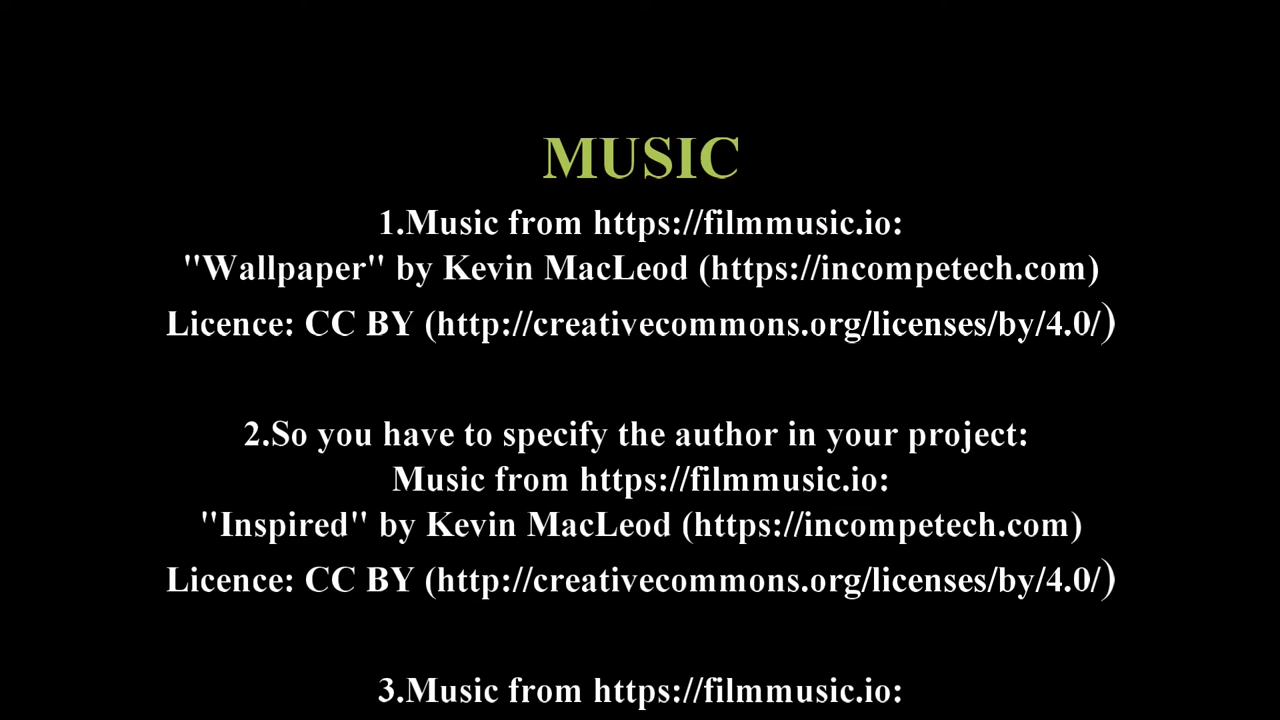 MUSIC
1.Music from https://filmmusic.io:
"Wallpaper" by Kevin MacLeod (https://incompetech.com)
Licence: CC BY (http://creativecommons.org/licenses/by/4.0/)
2.So you have to specify the author in your project:
Music from https://filmmusic.io:
"Inspired" by Kevin MacLeod (https://incompetech.com)
Licence: CC BY (http://creativecommons.org/licenses/by/4.0/)
3.Music from https://filmmusic.io: